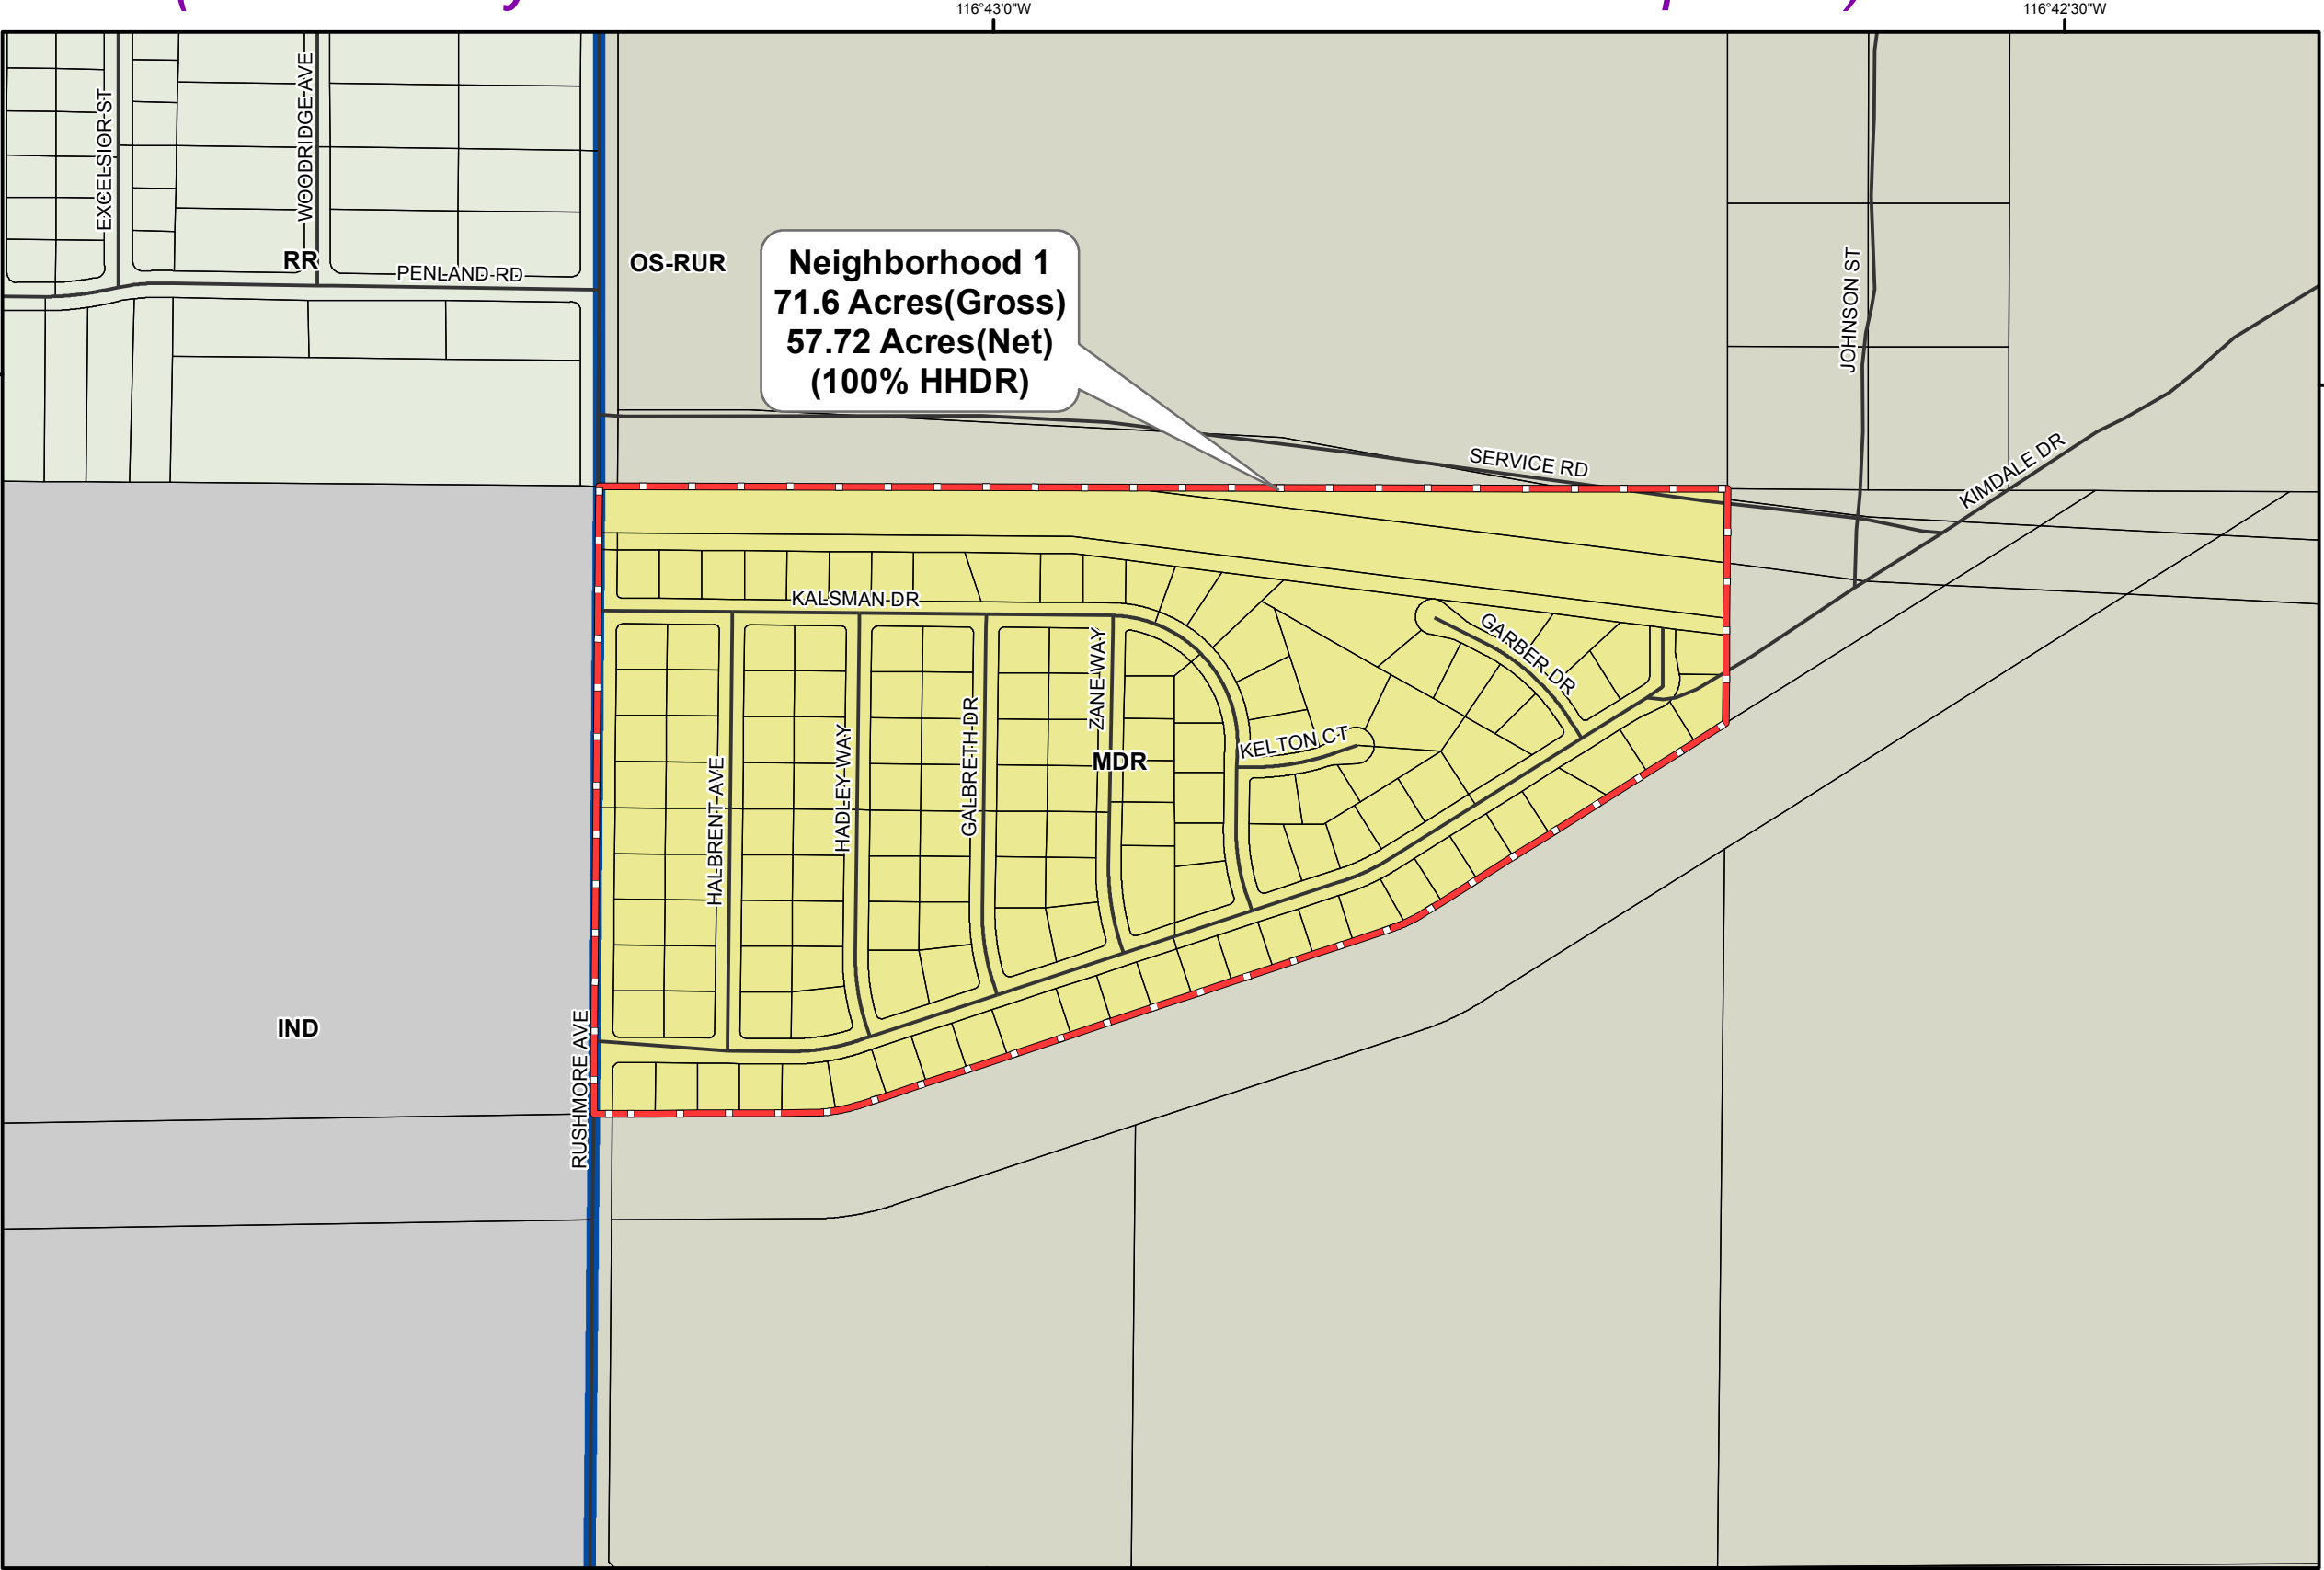 116°43'0"W
116°42'30"W
EXCELSIOR ST
WOODRIDGE AVE
RR
PENLAND RD
OS-RUR
Neighborhood 1
71.6 Acres(Gross)
57.72 Acres(Net)
(100% HHDR)
JOHNSON ST
SERVICE RD
KIMDALE DR
KALSMAN DR
GARBER DR
ZANE WAY
KELTON CT
MDR
HALBRENT AVE
HADLEY WAY
GALBRETH DR
IND
RUSHMORE AVE